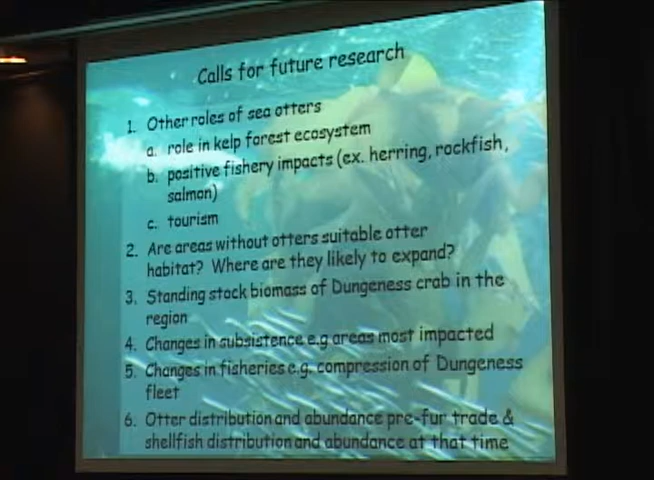 Calls for future research
1. Other roles of sea otters
a. role in kelp forest ecosystem
b. positive fishery impacts (ex. herring, rockfish,
salmon)
c. tourism
2. Are areas without otters suitable otter
habitat? Where are they likely to expand?
3. Standing stock biomass of Dungeness crab in the
region
4. Changes in subsistence e.g areas most impacted
5. Changes in fisheries e.g. compression of Dungeness
fleet
6. Otter distribution and abundance pre-fur trade &
shellfish distribution and abundance at that time